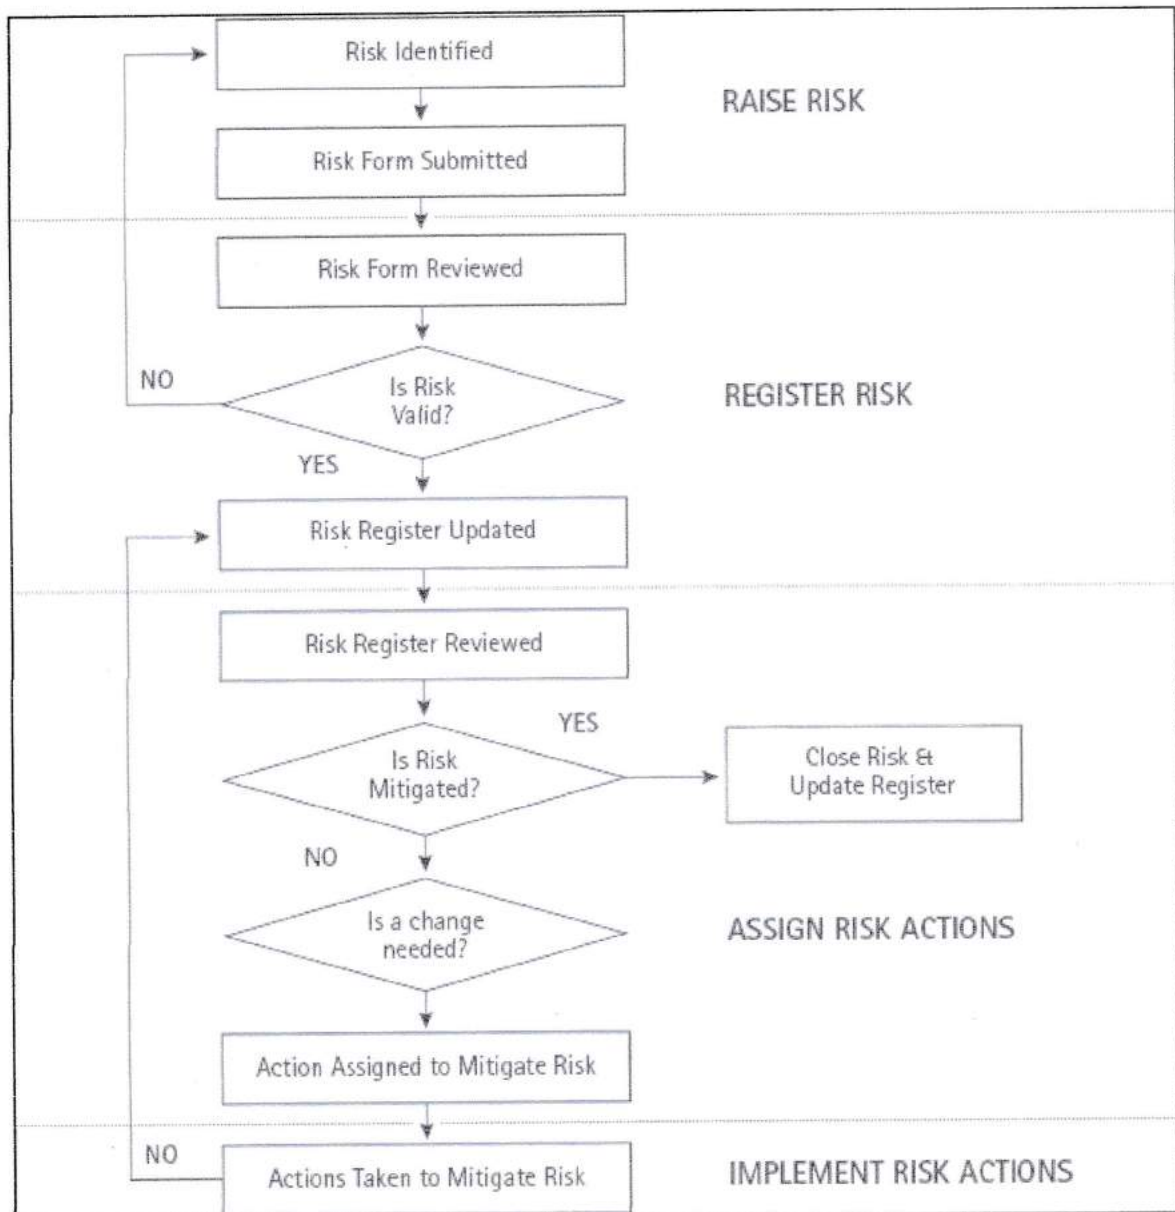 Risk Identified
RAISE RISK
Risk Form Submitted
Risk Form Reviewed
NO
Is Risk
Valid?
REGISTER RISK
YES
Risk Register Updated
Risk Register Reviewed
YES
Is Risk
Mitigated?
Close Risk &
Update Register
NO
Is a change
needed?
ASSIGN RISK ACTIONS
Action Assigned to Mitigate Risk
NO
Actions Taken to Mitigate Risk
IMPLEMENT RISK ACTIONS